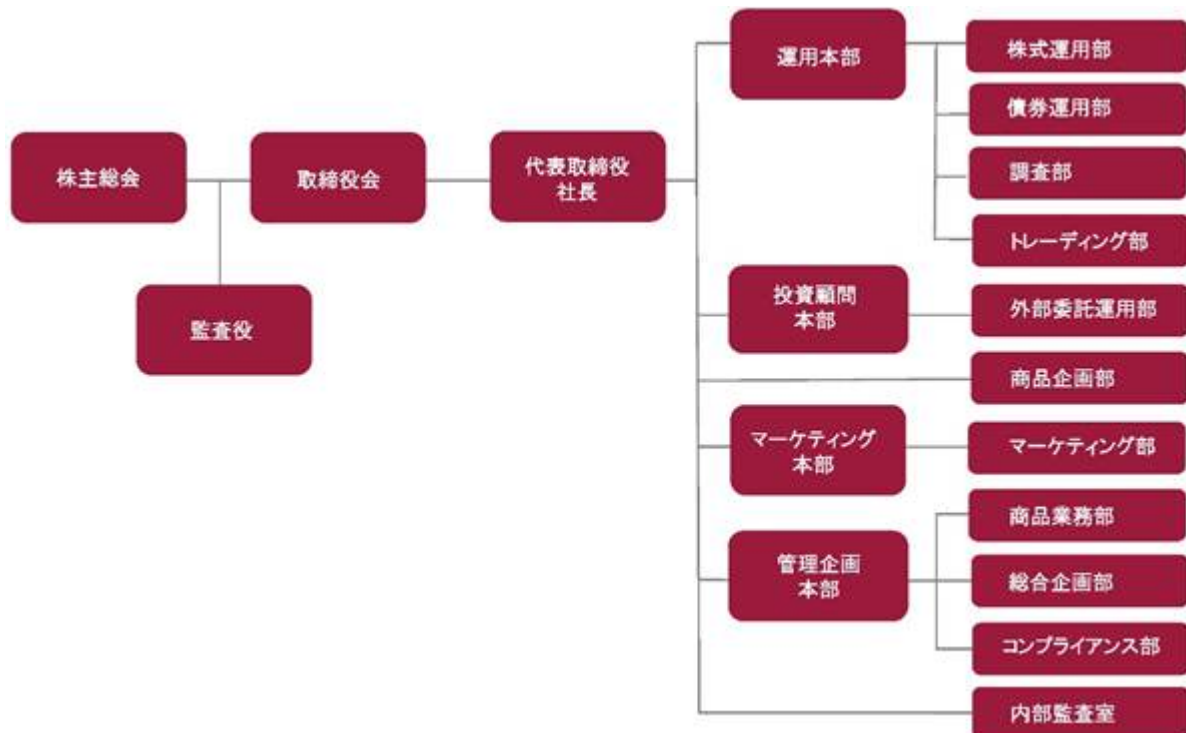 株主総会
取締役会
代表取締役
社長
監査役
運用本部
株式運用部
債券運用部
調査部
トレーディング部
投資顧問
本部
外部委託運用部
商品企画部
マーケティング
本部
マーケティング部
管理企画
本部
商品業務部
総合企画部
コンプライアンス部
内部監査室